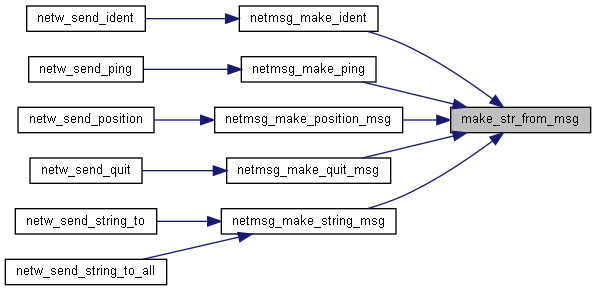 netw_send_ident
netmsg_make_ident
netw_send_ping
netmsg_make_ping
netw_send_position
netmsg_make_position_msg
make_str_from_msg
netw_send_quit
netmsg_make_quit_msg
netw_send_string_to
netmsg_make_string_msg
netw_send_string_to_all